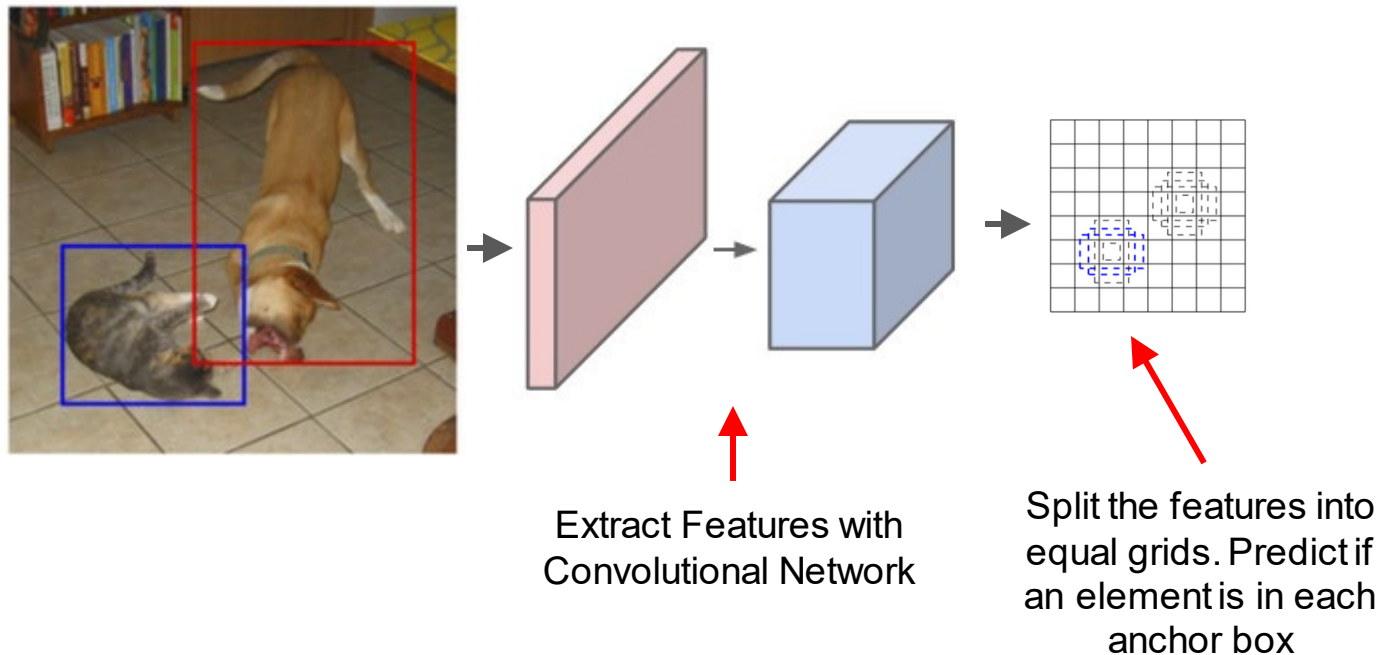 Extract Features with
Convolutional Network
Split the features into
equal grids. Predict if
an element is in each
anchor box